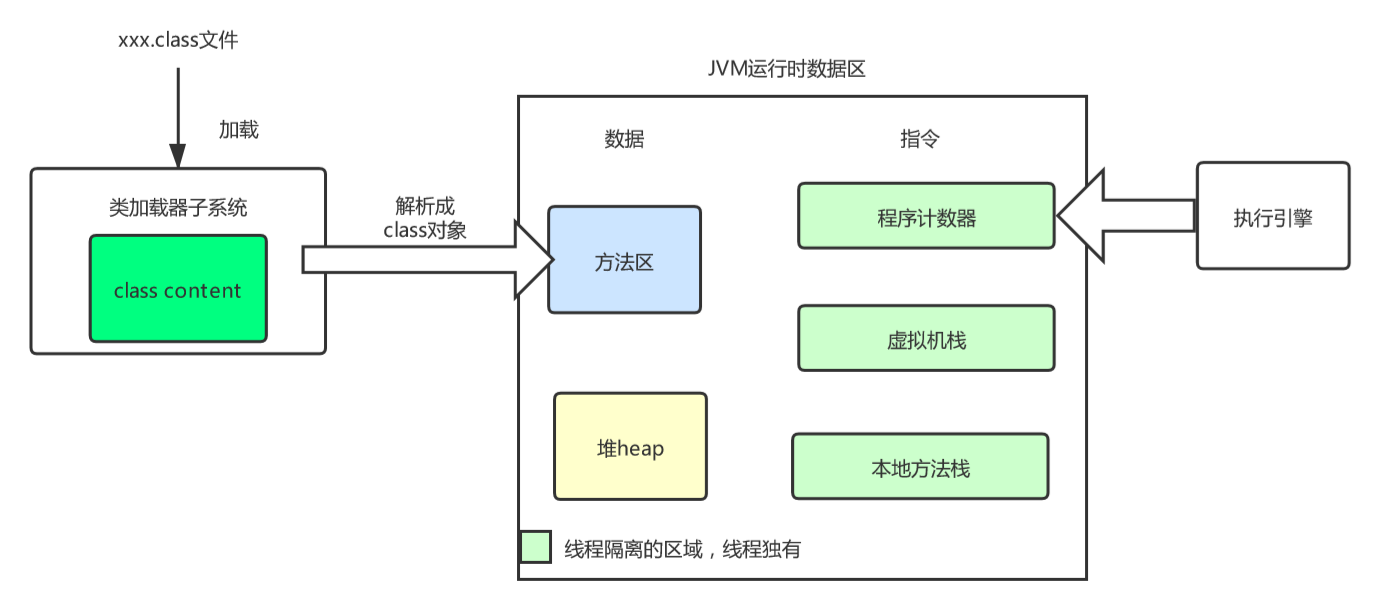 xxx.class文件
加载
类加载器子系统
class content
解析成
class对象
JVM运行时数据区
数据
指令
方法区
程序计数器
执行引擎
虚拟机栈
堆heap
本地方法栈
线程隔离的区域，线程独有